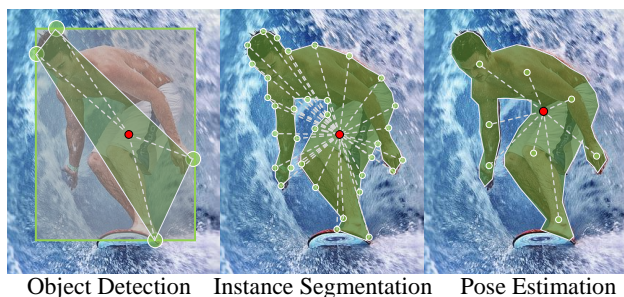 Object Detection
Instance Segmentation
Pose Estimation